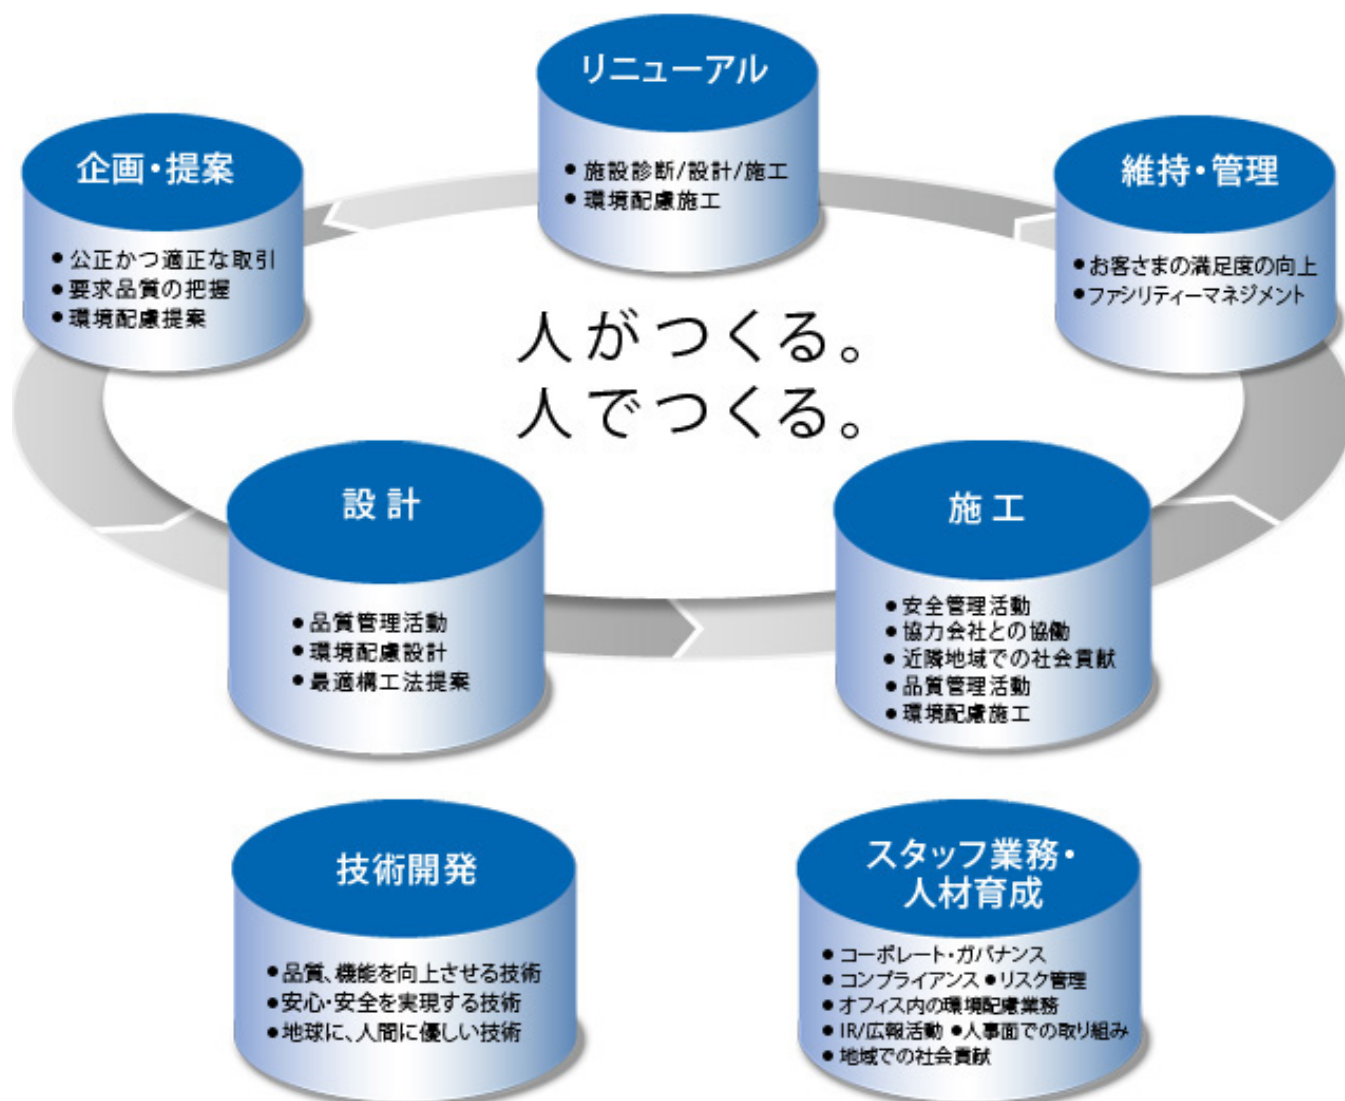 リニューアル
● 施設診断/設計/施工
● 環境配慮施工
企画・提案
● 公正かつ適正な取引
● 要求品質の把握
● 環境配慮提案
維持・管理
● お客さまの満足度の向上
● ファシリティーマネジメント
人がつくる。
人でつくる。
設計
● 品質管理活動
● 環境配慮設計
● 最適構工法提案
施工
● 安全管理活動
● 協力会社との協働
● 近隣地域での社会貢献
● 品質管理活動
● 環境配慮施工
技術開発
● 品質、機能を向上させる技術
● 安心・安全を実現する技術
● 地球に、人間に優しい技術
スタッフ業務・
人材育成
● コーポレート・ガバナンス
● コンプライアンス ● リスク管理
● オフィス内の環境配慮業務
● IR/広報活動 ● 人事面での取り組み
● 地域での社会貢献